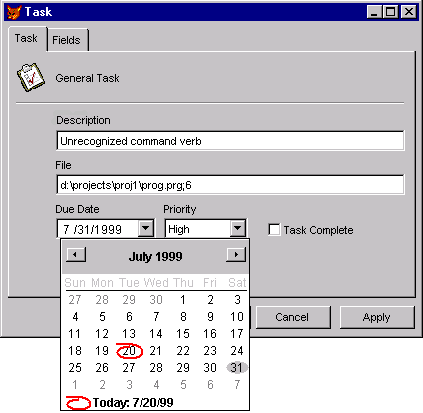 Task
Task Fields
General Task
Description
Unrecognized command verb
File
d:\projects\proj1\prog.prg;6
Due Date Priority
7 /31/1999 High Task Complete
July 1999
Sun Mon Tue Wed Thu Fri Sat
27 28 29 30 1 2 3
4 5 6 7 8 9 10
11 12 13 14 15 16 17
18 19 20 21 22 23 24
25 26 27 28 29 30 31
1 2 3 4 5 6 7
Today: 7/20/99
Cancel Apply